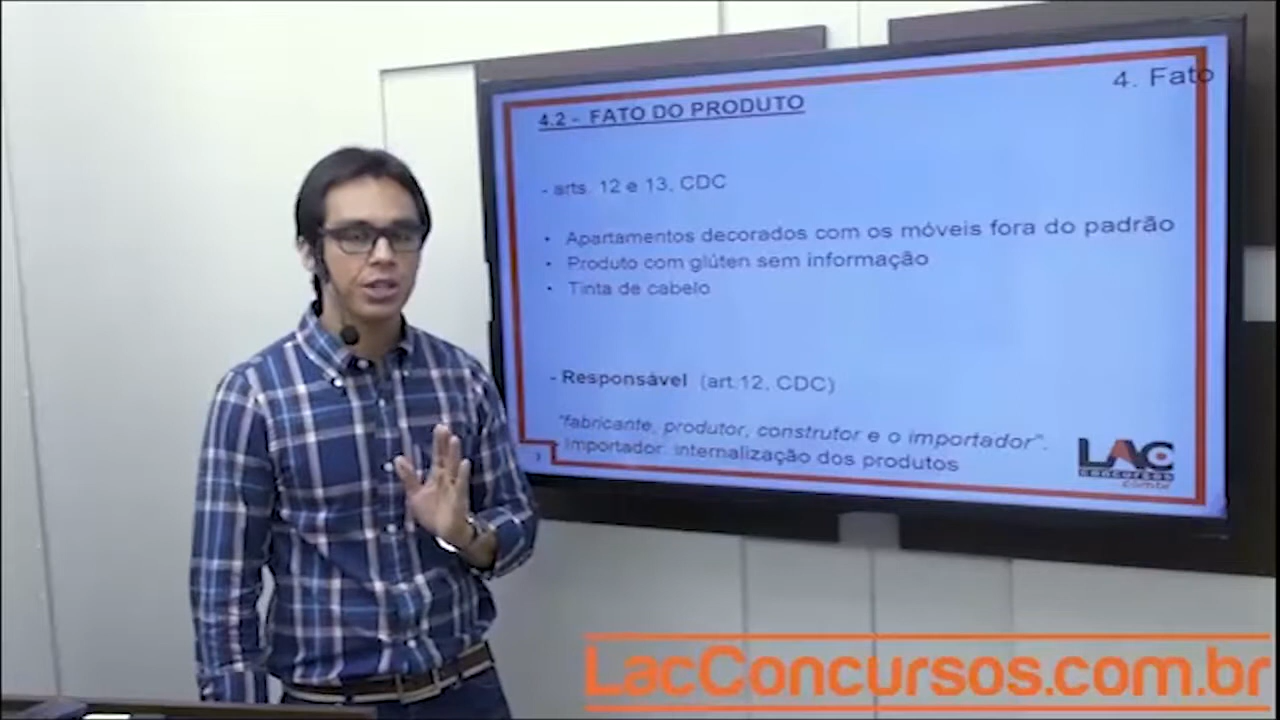 4. Fato
4.2 - FATO DO PRODUTO
- arts. 12 e 13, CDC
• Apartamentos decorados com os móveis fora do padrão
• Produto com glúten sem informação
• Tinta de cabelo
- Responsável (art.12, CDC)
"fabricante, produtor, construtor e o importador".
Importador: internalização dos produtos
LAC
concursos
.com.br
LacConcursos.com.br